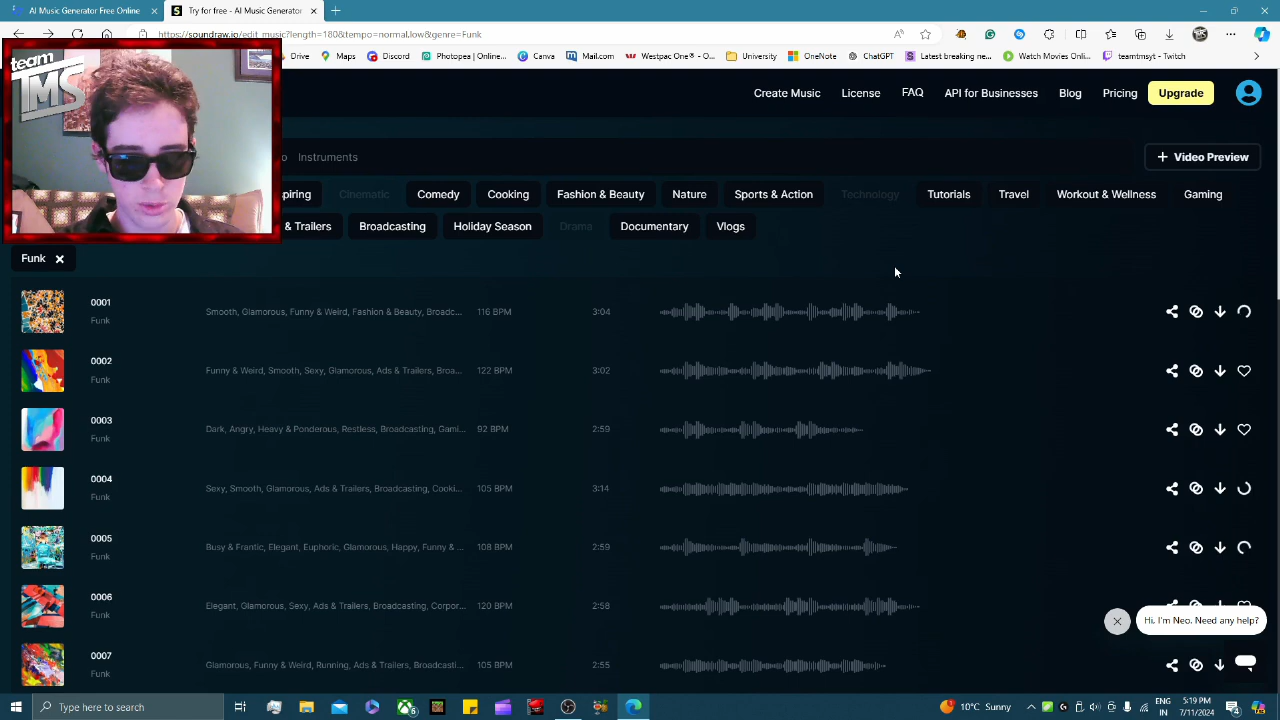 AI Music Generator Free Online
Try for free -
https://soundraw.io/edit_music?length=180&tempo=normal,low&genre=Funk
Drive
Maps
Discord
Photopea | Online...
Canva
Mail.com
Westpac One® - O...
University
OneNote
ChatGPT
Latest breaking ne...
Watch Movies Onli...
Twitch
Create Music
License
FAQ
API for Businesses
Blog
Pricing
Upgrade
team
IMS
Instruments
Video Preview
Cinematic
Comedy
Cooking
Fashion & Beauty
Nature
Sports & Action
Technology
Tutorials
Travel
Workout & Wellness
Gaming
& Trailers
Broadcasting
Holiday Season
Drama
Documentary
Vlogs
Funk
0001
Funk
Smooth, Glamorous, Funny & Weird, Fashion & Beauty, Broadc...
116 BPM
3:04
0002
Funk
Funny & Weird, Smooth, Sexy, Glamorous, Ads & Trailers, Broa...
122 BPM
3:02
0003
Funk
Dark, Angry, Heavy & Ponderous, Restless, Broadcasting, Gami...
92 BPM
2:59
0004
Funk
Sexy, Smooth, Glamorous, Ads & Trailers, Broadcasting, Cooki...
105 BPM
3:14
0005
Funk
Busy & Frantic, Elegant, Euphoric, Glamorous, Happy, Funny & ...
108 BPM
2:59
0006
Funk
Elegant, Glamorous, Sexy, Ads & Trailers, Broadcasting, Corpor...
120 BPM
2:58
0007
Funk
Glamorous, Funny & Weird, Running, Ads & Trailers, Broadcasti...
105 BPM
2:55
Hi. I'm Neo. Need any help?
Type here to search
10°C Sunny
ENG
IN
5:19 PM
7/11/2024